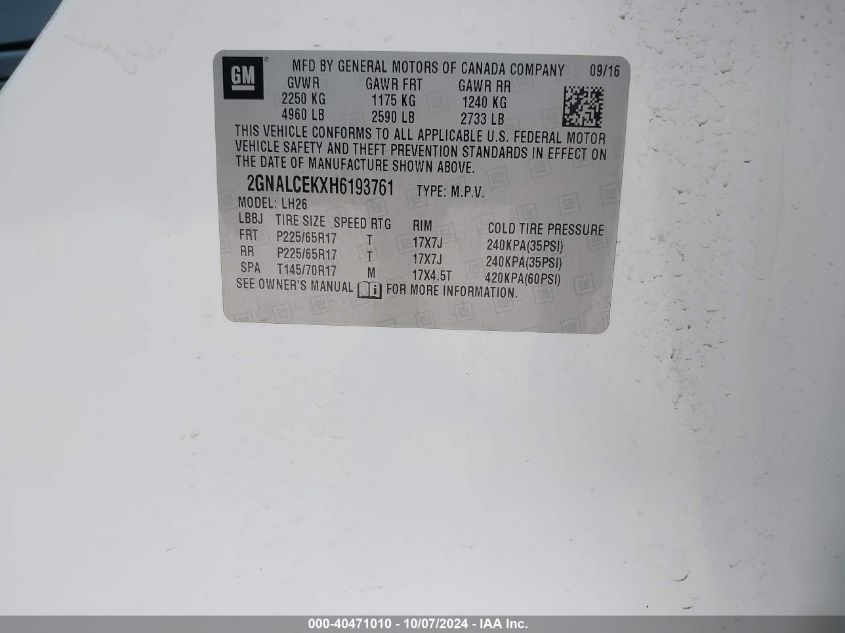 GM
MFD BY GENERAL MOTORS OF CANADA COMPANY 09/16
GVWR GAWR FRT GAWR RR
2250 KG 1175 KG 1240 KG
4960 LB 2590 LB 2733 LB
THIS VEHICLE CONFORMS TO ALL APPLICABLE U.S. FEDERAL MOTOR
VEHICLE SAFETY AND THEFT PREVENTION STANDARDS IN EFFECT ON
THE DATE OF MANUFACTURE SHOWN ABOVE.
2GNALCEKXH6193761 TYPE: M.P.V.
MODEL: LH26
LBBJ TIRE SIZE SPEED RTG RIM COLD TIRE PRESSURE
FRT P225/65R17 T 17X7J 240KPA(35PSI)
RR P225/65R17 T 17X7J 240KPA(35PSI)
SPA T145/70R17 M 17X4.5T 420KPA(60PSI)
SEE OWNER'S MANUAL FOR MORE INFORMATION.
000-40471010 - 10/07/2024 - IAA Inc.